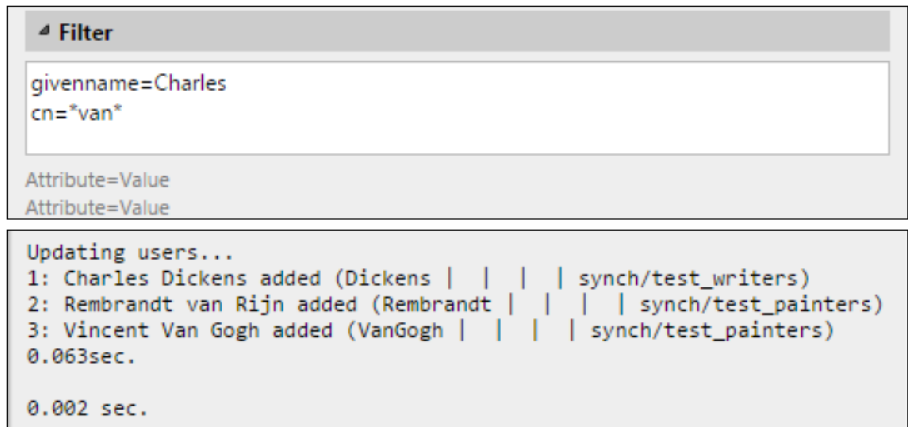 Filter
givenname=Charles
cn=*van*
Attribute=Value
Attribute=Value
Updating users...
1: Charles Dickens added (Dickens | | | | synch/test_writers)
2: Rembrandt van Rijn added (Rembrandt | | | | synch/test_painters)
3: Vincent Van Gogh added (VanGogh | | | | synch/test_painters)
0.063sec.
0.002 sec.